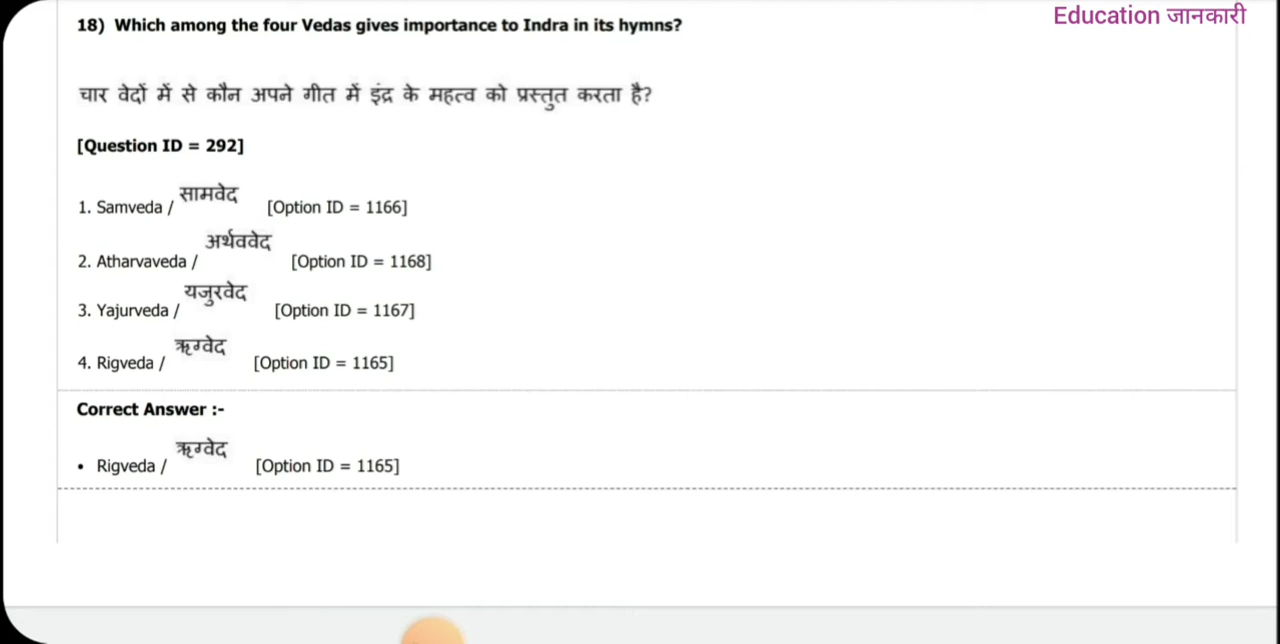 Education जानकारी
18) Which among the four Vedas gives importance to Indra in its hymns?
चार वेदों में से कौन अपने गीत में इंद्र के महत्व को प्रस्तुत करता है?
[Question ID = 292]
1. Samveda / सामवेद [Option ID = 1166]
2. Atharvaveda / अर्थववेद [Option ID = 1168]
3. Yajurveda / यजुरवेद [Option ID = 1167]
4. Rigveda / ऋग्वेद [Option ID = 1165]
Correct Answer :-
• Rigveda / ऋग्वेद [Option ID = 1165]